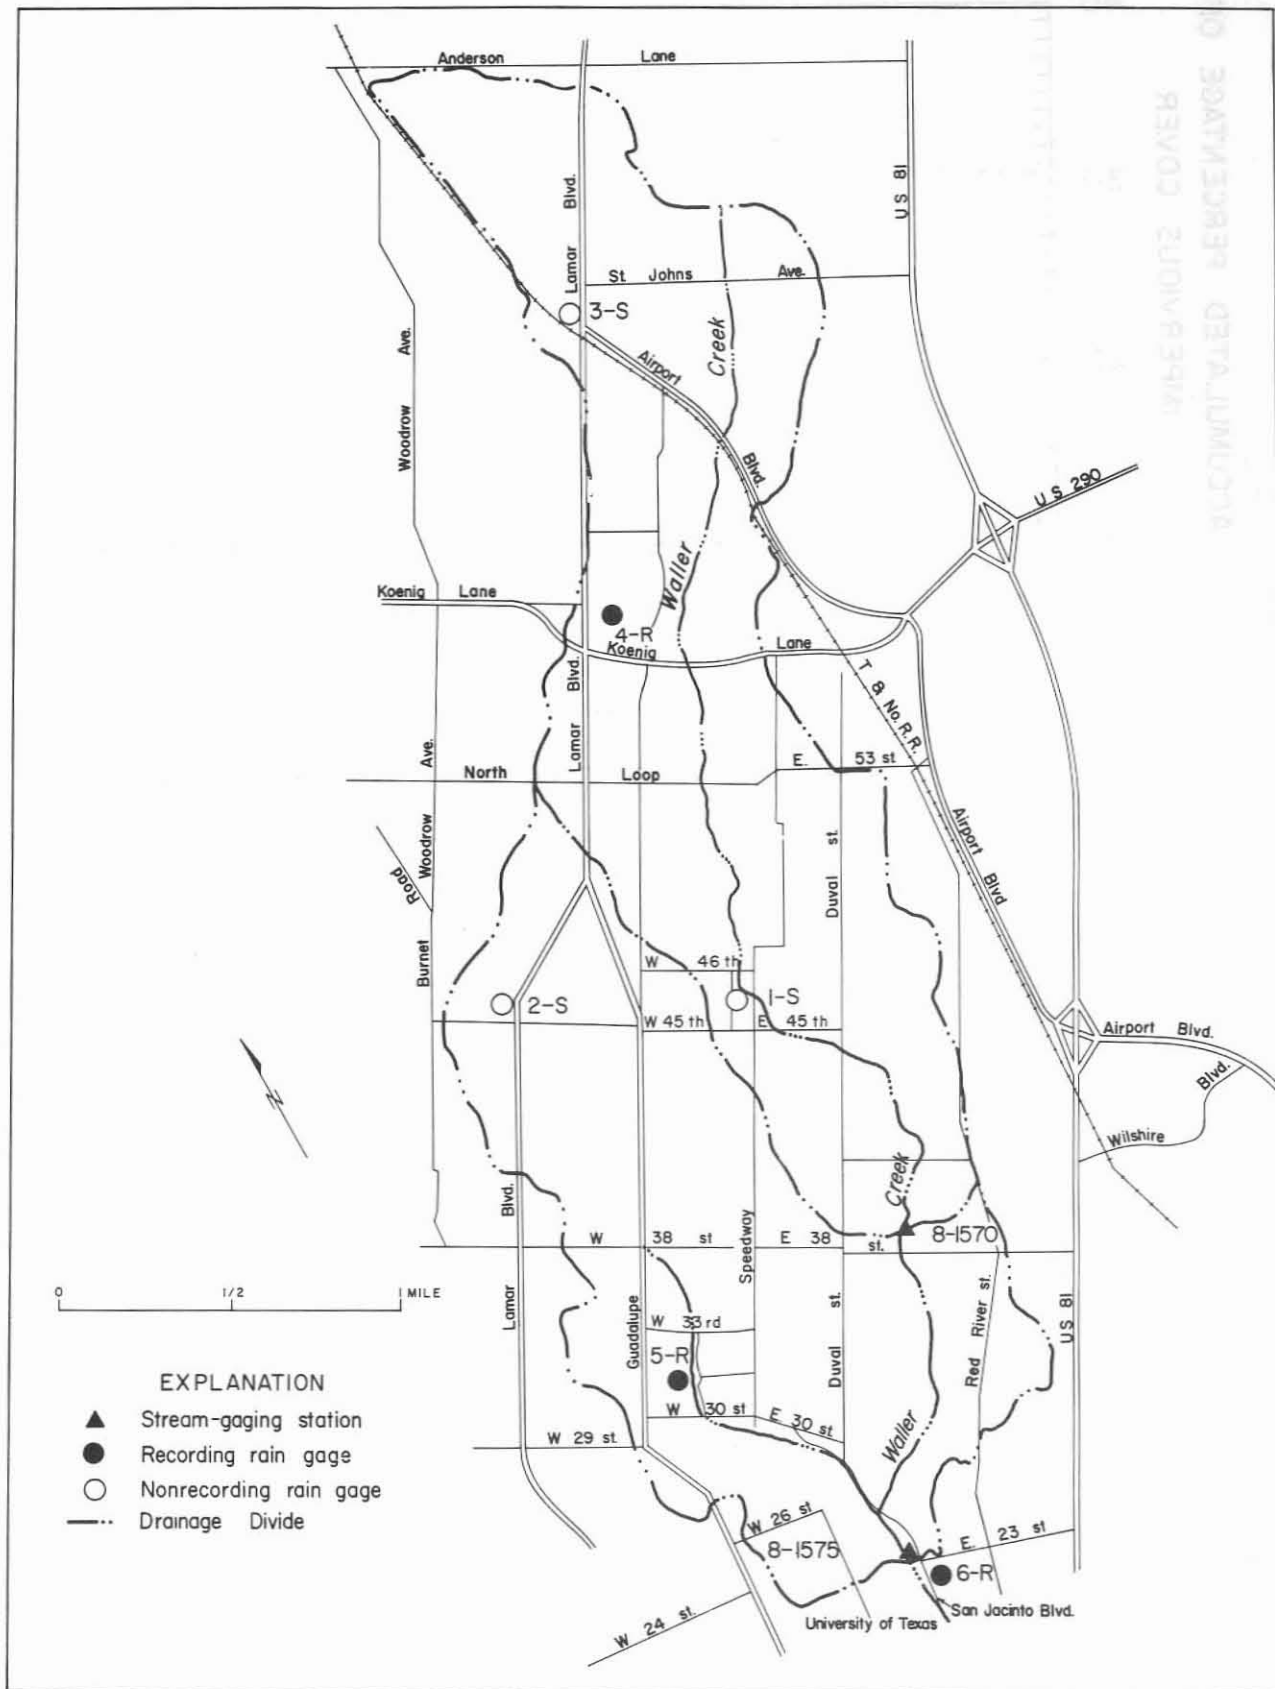 ACCUMULATED PERCENTAGE
IMPERVIOUS COVER
Anderson Lane
Blvd.
Lamar
US 81
St Johns Ave.
3-S
Airport
Creek
Ave.
Woodrow
Blvd.
US 290
Waller
Koenig Lane
4-R
Koenig Lane
Blvd.
Lamar
T & No. R.R.
Ave.
Woodrow
North Loop
E. 53 st
Airport
Blvd
Duval st.
Road
Burnet
W 46 th
1-S
2-S
W 45 th
E 45 th
Airport Blvd.
Blvd.
Wilshire
N
Creek
Blvd.
Lamar
8-1570
W 38 st
E 38 st.
Speedway
Guadalupe
Duval st.
Red River st.
US 81
0 1/2 1 MILE
W 33 rd
5-R
W 30 st
E 30 st.
Waller
W 29 st.
W 26 st
8-1575
E. 23 st
6-R
San Jacinto Blvd.
University of Texas
W 24 st.
EXPLANATION
Stream-gaging station
Recording rain gage
Nonrecording rain gage
Drainage Divide